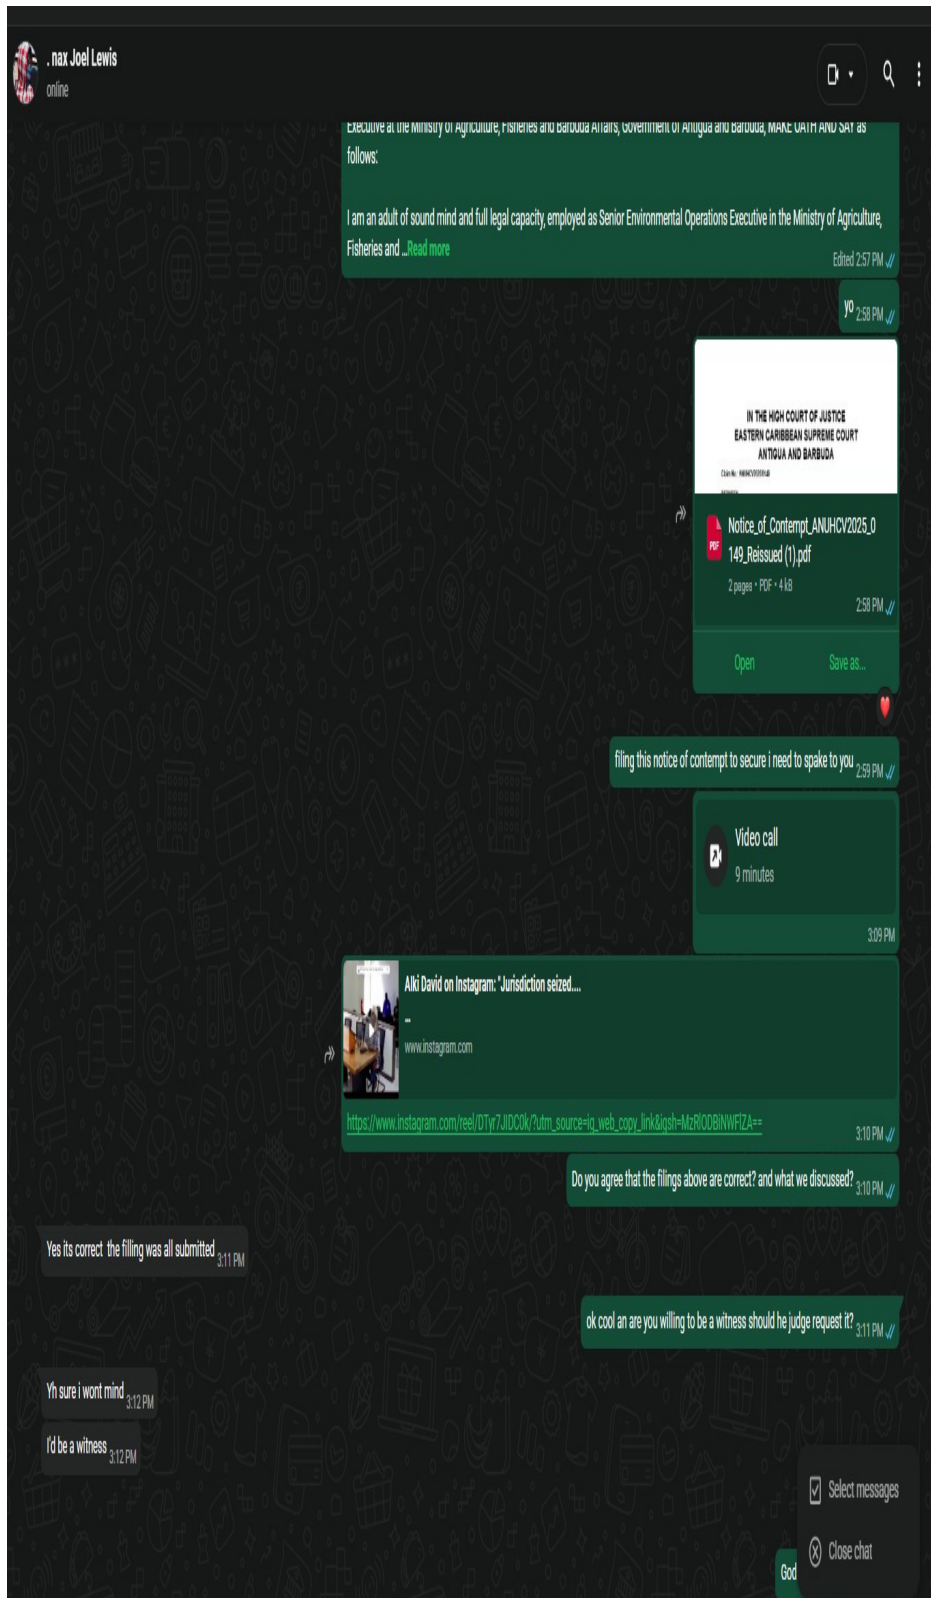 . nax Joel Lewis
online
Executive at the Ministry of Agriculture, Fisheries and Barbuda Affairs, Government of Antigua and Barbuda, MAKE OATH AND SAY as
follows:
I am an adult of sound mind and full legal capacity, employed as Senior Environmental Operations Executive in the Ministry of Agriculture,
Fisheries and ...Read more
Edited 2:57 PM
yo 2:58 PM
IN THE HIGH COURT OF JUSTICE
EASTERN CARIBBEAN SUPREME COURT
ANTIGUA AND BARBUDA
PDF
Notice_of_Contempt_ANUHCV2025_0
149_Reissued (1).pdf
2 pages • PDF • 4 kB
2:58 PM
Open
Save as...
filing this notice of contempt to secure i need to spake to you 2:59 PM
Video call
9 minutes
3:09 PM
Alki David on Instagram: "Jurisdiction seized....
...
www.instagram.com
https://www.instagram.com/reel/DTyr7JIDC0k/?utm_source=ig_web_copy_link&igsh=MzRlODBiNWFlZA==
3:10 PM
Do you agree that the filings above are correct? and what we discussed? 3:10 PM
Yes its correct the filling was all submitted 3:11 PM
ok cool an are you willing to be a witness should he judge request it? 3:11 PM
Yh sure i wont mind 3:12 PM
I'd be a witness 3:12 PM
Select messages
Close chat
God